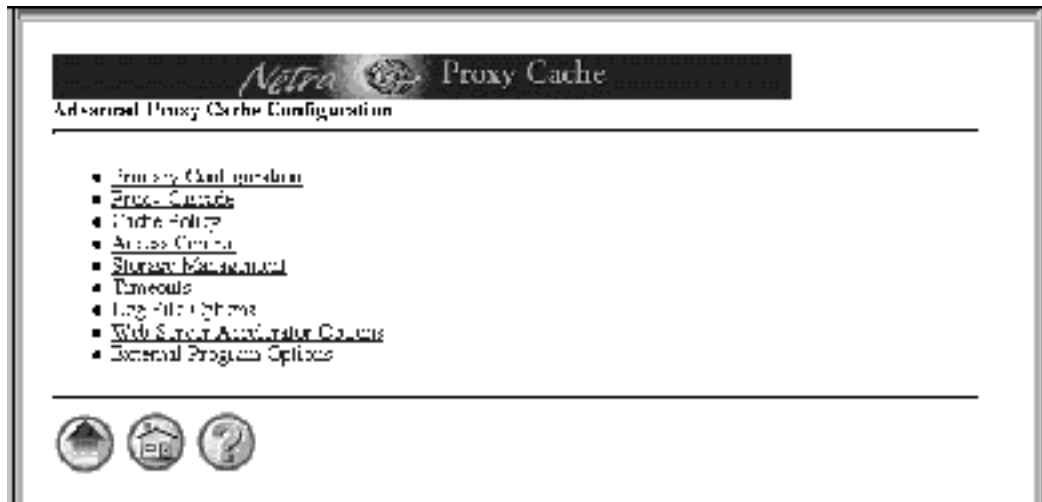 Netra Proxy Cache
Advanced Proxy Cache Configuration
Primary Configuration
Proxy Cascade
Cache Policy
Access Control
Storage Management
Timeouts
Log File Options
Web Server Accelerator Options
External Program Options